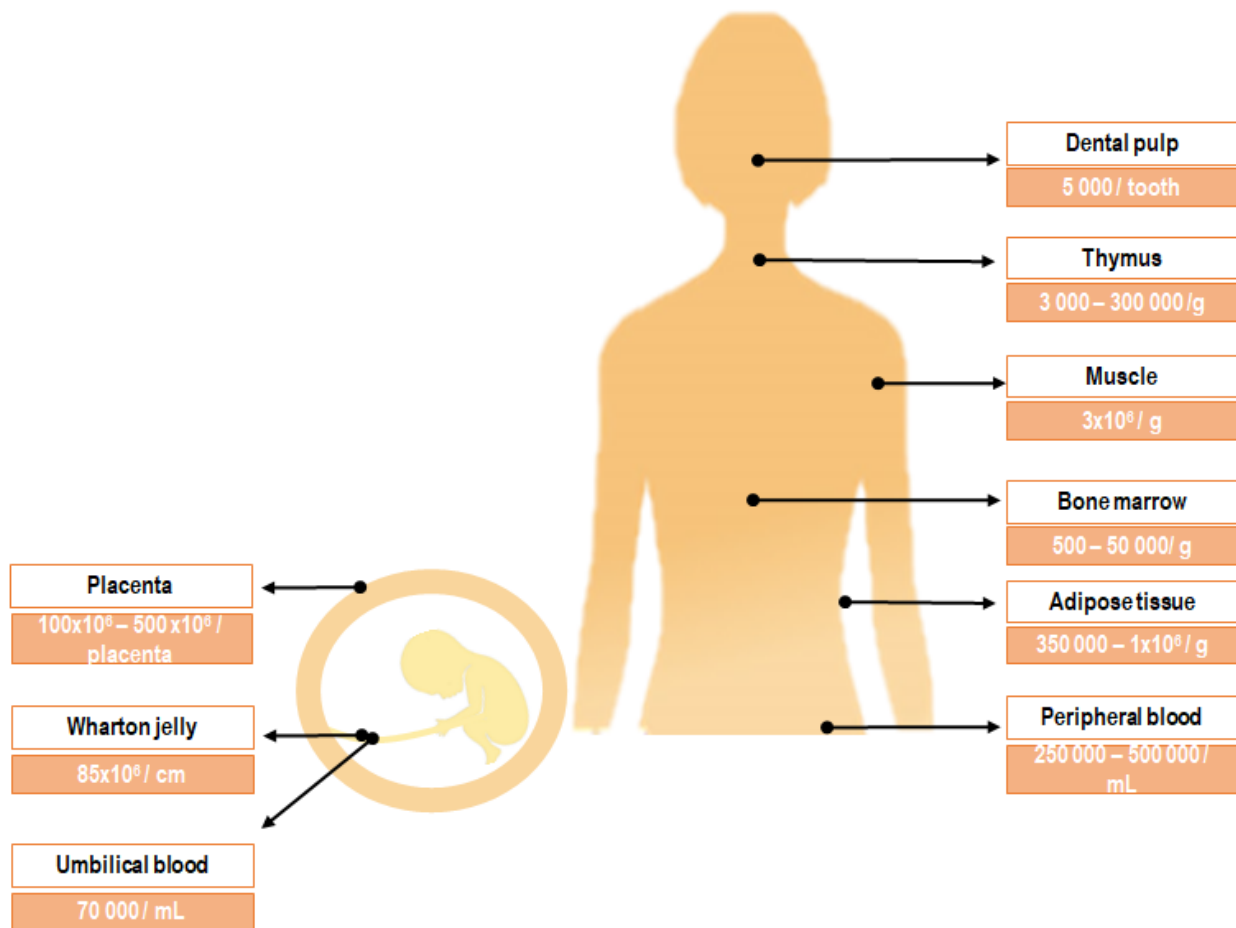 Dental pulp
5 000 / tooth
Thymus
3 000 – 300 000 /g
Muscle
3x10⁶ / g
Bone marrow
500 – 50 000/ g
Adipose tissue
350 000 – 1x10⁶ / g
Peripheral blood
250 000 – 500 000 /
mL
Placenta
100x10⁶ – 500 x10⁶ /
placenta
Wharton jelly
85x10⁶ / cm
Umbilical blood
70 000 / mL